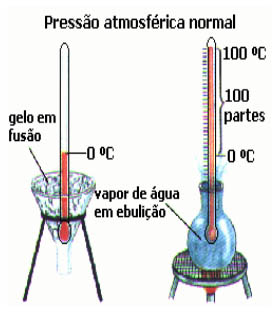 Pressão atmosférica normal
gelo em
fusão
0 ºC
100 ºC
100
partes
0 ºC
vapor de água
em ebulição